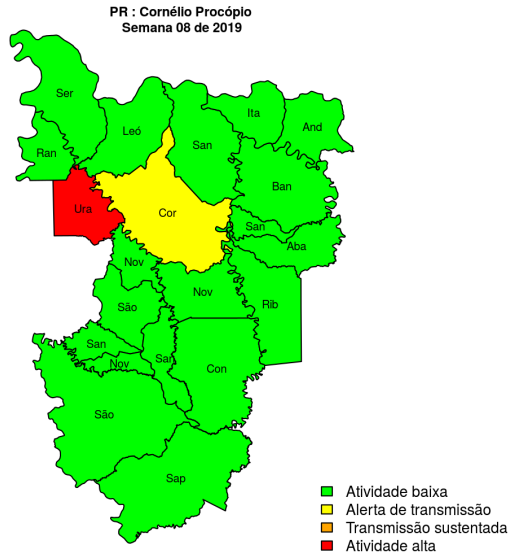 PR : Cornélio Procópio
Semana 08 de 2019
Ser
Ita
Leó
And
San
Ran
Ban
Ura
Cor
San
Aba
Nov
Nov
Rib
São
San
San
Nov
Con
São
Sap
Atividade baixa
Alerta de transmissão
Transmissão sustentada
Atividade alta